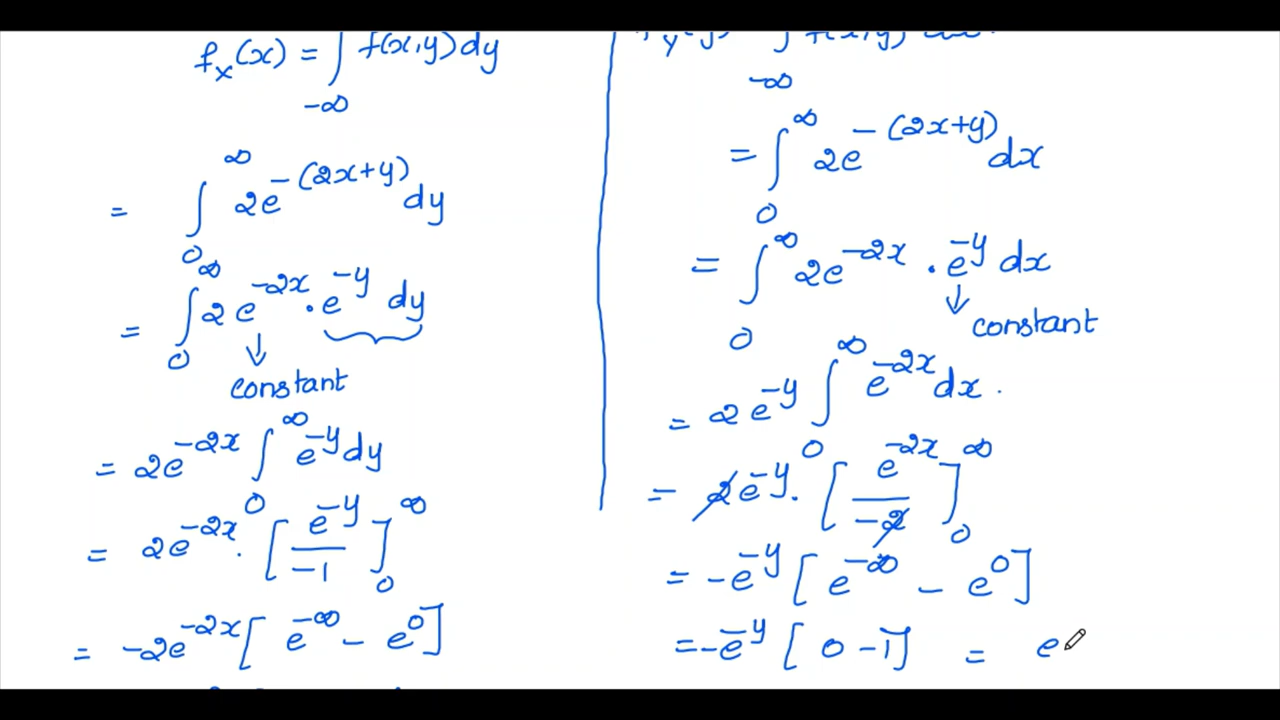 fₓ(x) = ∫_{-∞} f(x,y) dy
= ∫_0^∞ 2e^{-(2x+y)} dy
= ∫_0^∞ 2e^{-2x} . e^{-y} dy
constant
= 2e^{-2x} ∫_0^∞ e^{-y} dy
= 2e^{-2x} . [e^{-y}/-1]_0^∞
= -2e^{-2x} [e^{-∞} - e^0]
-∞
= ∫_0^∞ 2e^{-(2x+y)} dx
= ∫_0^∞ 2e^{-2x} . e^{-y} dx
constant
= 2e^{-y} ∫_0^∞ e^{-2x} dx .
= 2e^{-y} . [e^{-2x}/-2]_0^∞
= -e^{-y} [e^{-∞} - e^0]
= -e^{-y} [0 - 1] = e